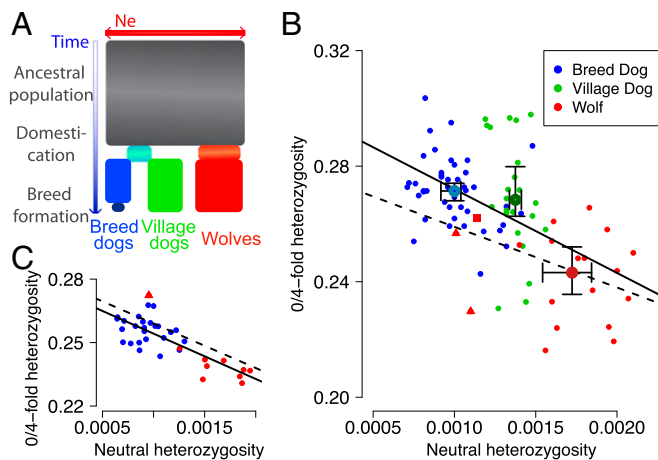 A
Ne
Time
Ancestral
population
Domesti-
cation
Breed
formation
Breed
dogs
Village
dogs
Wolves
B
0.32
0.28
0.24
0.20
0/4−fold heterozygosity
Breed Dog
Village Dog
Wolf
0.0005
0.0010
0.0015
0.0020
Neutral heterozygosity
C
0.28
0.25
0.22
0/4−fold heterozygosity
0.0005
0.0015
Neutral heterozygosity